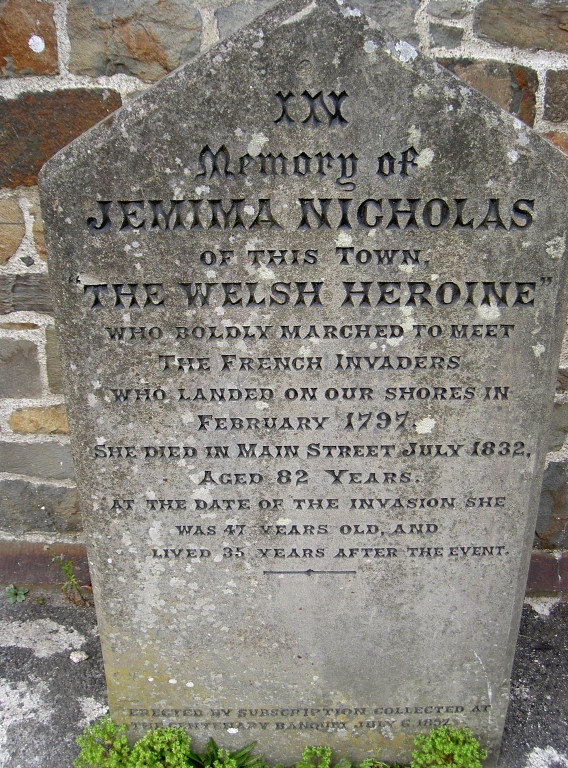 IN
Memory of
JEMIMA NICHOLAS
OF THIS TOWN,
"THE WELSH HEROINE"
WHO BOLDLY MARCHED TO MEET
THE FRENCH INVADERS
WHO LANDED ON OUR SHORES IN
FEBRUARY 1797.
SHE DIED IN MAIN STREET JULY 1832,
AGED 82 YEARS.
AT THE DATE OF THE INVASION SHE
WAS 47 YEARS OLD, AND
LIVED 35 YEARS AFTER THE EVENT.
ERECTED BY SUBSCRIPTION COLLECTED AT
THE CENTENARY BANQUET JULY 6. 1897